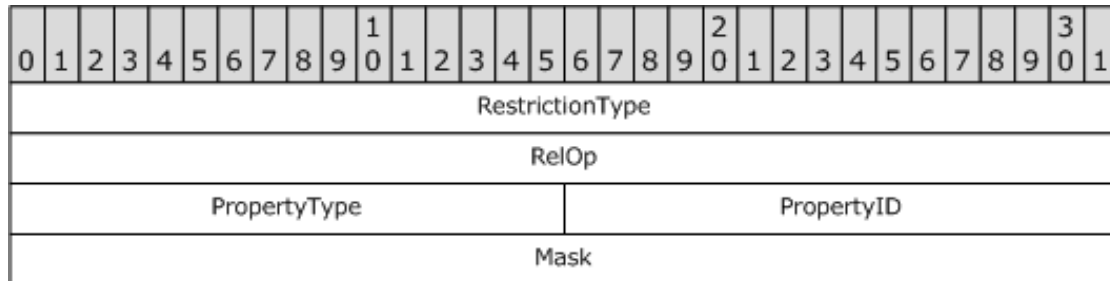 1 2 3
0 1 2 3 4 5 6 7 8 9 0 1 2 3 4 5 6 7 8 9 0 1 2 3 4 5 6 7 8 9 0 1
RestrictionType
RelOp
PropertyType PropertyID
Mask